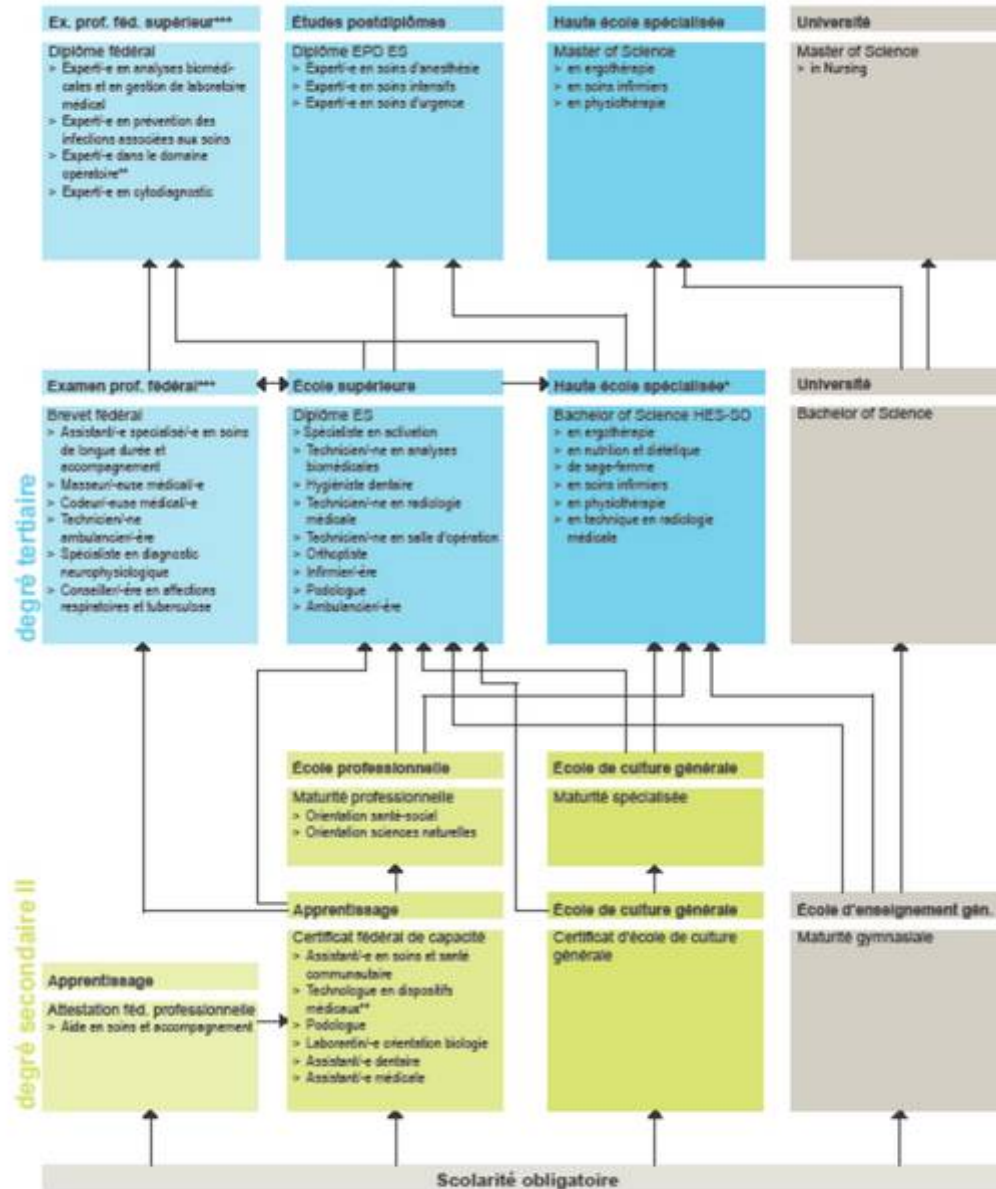 Ex. prof. féd. supérieur***
Diplôme fédéral
> Expert/-e en analyses biomédi-
cales et en gestion de laboratoire
médical
> Expert/-e en prévention des
infections associées aux soins
> Expert/-e dans le domaine
opératoire**
> Expert/-e en cytodiagnostic
Études postdiplômes
Diplôme EPD ES
> Expert/-e en soins d'anesthésie
> Expert/-e en soins intensifs
> Expert/-e en soins d'urgence
Haute école spécialisée
Master of Science
> en ergothérapie
> en soins infirmiers
> en physiothérapie
Université
Master of Science
> in Nursing
degré tertiaire
Examen prof. fédéral***
Brevet fédéral
> Assistant/-e spécialisé/-e en soins
de longue durée et
accompagnement
> Masseur/-euse médical/-e
> Codeur/-euse médical/-e
> Technicien/-ne
ambulancier/-ère
> Spécialiste en diagnostic
neurophysiologique
> Conseiller/-ère en affections
respiratoires et tuberculose
École supérieure
Diplôme ES
> Spécialiste en activation
> Technicien/-ne en analyses
biomédicales
> Hygiéniste dentaire
> Technicien/-ne en radiologie
médicale
> Technicien/-ne en salle d'opération
> Orthoptiste
> Infirmier/-ère
> Podologue
> Ambulancier/-ère
Haute école spécialisée*
Bachelor of Science HES-SO
> en ergothérapie
> en nutrition et diététique
> de sage-femme
> en soins infirmiers
> en physiothérapie
> en technique en radiologie
médicale
Université
Bachelor of Science
degré secondaire II
École professionnelle
Maturité professionnelle
> Orientation santé-social
> Orientation sciences naturelles
École de culture générale
Maturité spécialisée
Apprentissage
Attestation féd. professionnelle
> Aide en soins et accompagnement
Apprentissage
Certificat fédéral de capacité
> Assistant/-e en soins et santé
communautaire
> Technologue en dispositifs
médicaux**
> Podologue
> Laborantin/-e orientation biologie
> Assistant/-e dentaire
> Assistant/-e médicale
École de culture générale
Certificat d'école de culture
générale
École d'enseignement gén.
Maturité gymnasiale
Scolarité obligatoire